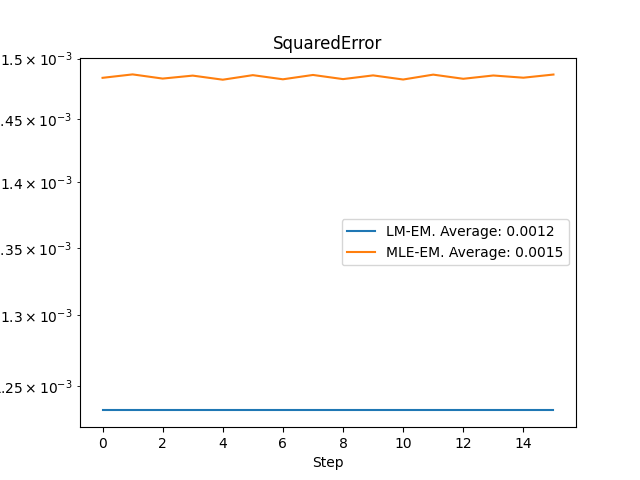 SquaredError
1.5 × 10⁻³
.45 × 10⁻³
1.4 × 10⁻³
.35 × 10⁻³
1.3 × 10⁻³
.25 × 10⁻³
LM-EM. Average: 0.0012
MLE-EM. Average: 0.0015
0 2 4 6 8 10 12 14
Step